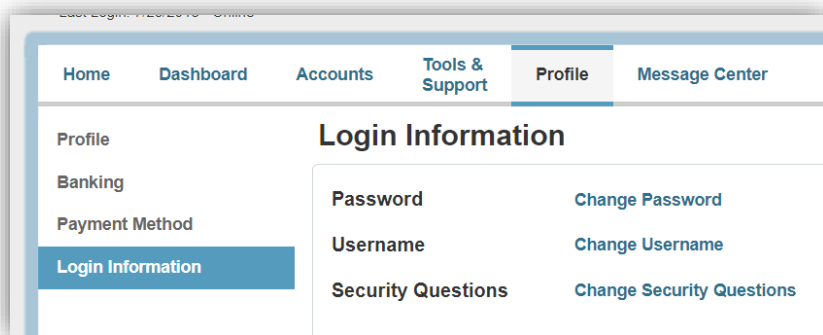 Home Dashboard Accounts Tools & Support Profile Message Center
Profile
Banking
Payment Method
Login Information
Login Information
Password Change Password
Username Change Username
Security Questions Change Security Questions